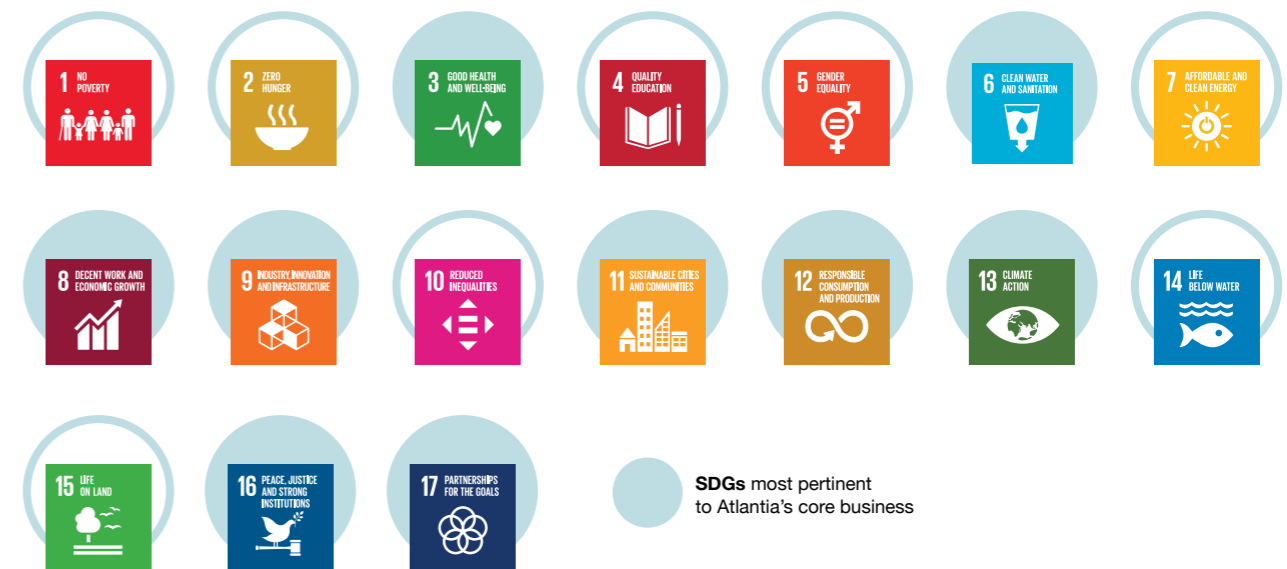 1 NO
POVERTY
2 ZERO
HUNGER
3 GOOD HEALTH
AND WELL-BEING
4 QUALITY
EDUCATION
5 GENDER
EQUALITY
6 CLEAN WATER
AND SANITATION
7 AFFORDABLE AND
CLEAN ENERGY
8 DECENT WORK AND
ECONOMIC GROWTH
9 INDUSTRY, INNOVATION
AND INFRASTRUCTURE
10 REDUCED
INEQUALITIES
11 SUSTAINABLE CITIES
AND COMMUNITIES
12 RESPONSIBLE
CONSUMPTION
AND PRODUCTION
13 CLIMATE
ACTION
14 LIFE
BELOW WATER
15 LIFE
ON LAND
16 PEACE, JUSTICE
AND STRONG
INSTITUTIONS
17 PARTNERSHIPS
FOR THE GOALS
SDGs most pertinent
to Atlantia's core business